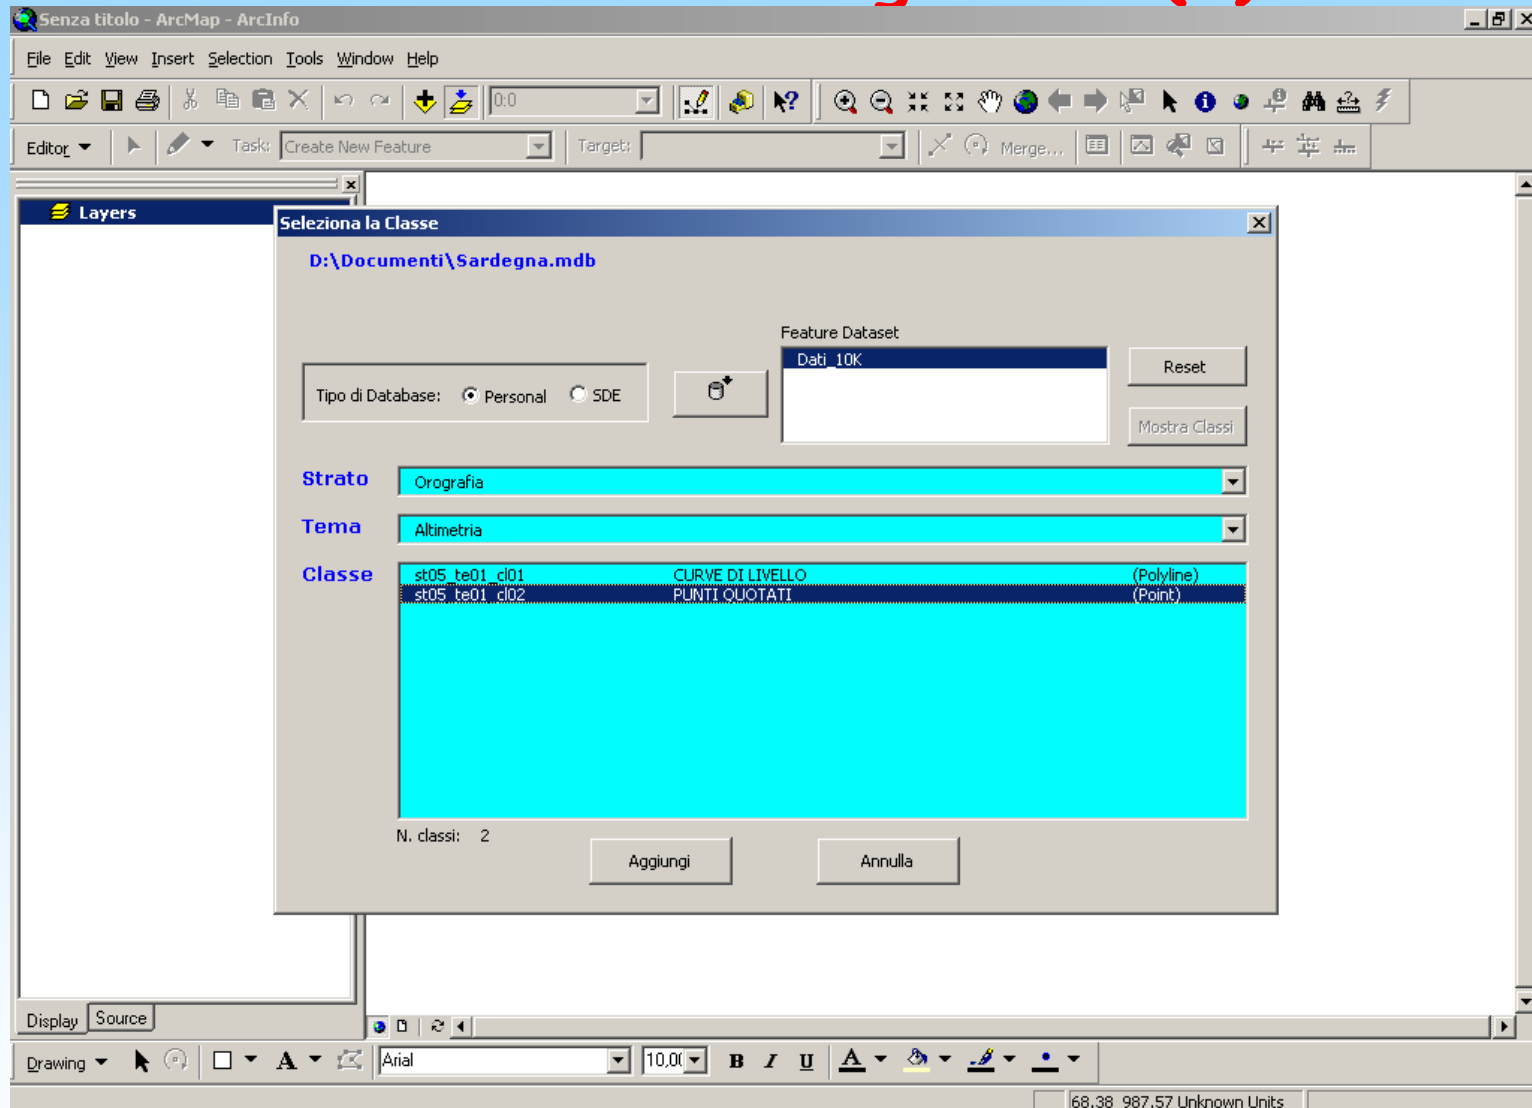 Senza titolo - ArcMap - ArcInfo
File Edit View Insert Selection Tools Window Help
0:0
Editor Task: Create New Feature Target: Merge...
Layers
Seleziona la Classe
D:\Documenti\Sardegna.mdb
Feature Dataset
Dati_10K
Reset
Tipo di Database: Personal SDE
Mostra Classi
Strato Orografia
Tema Altimetria
Classe st05_te01_cl01 CURVE DI LIVELLO (Polyline)
st05_te01_cl02 PUNTI QUOTATI (Point)
N. classi: 2
Aggiungi Annulla
Display Source
Drawing A Arial 10,0 B I U A
68,38 987,57 Unknown Units